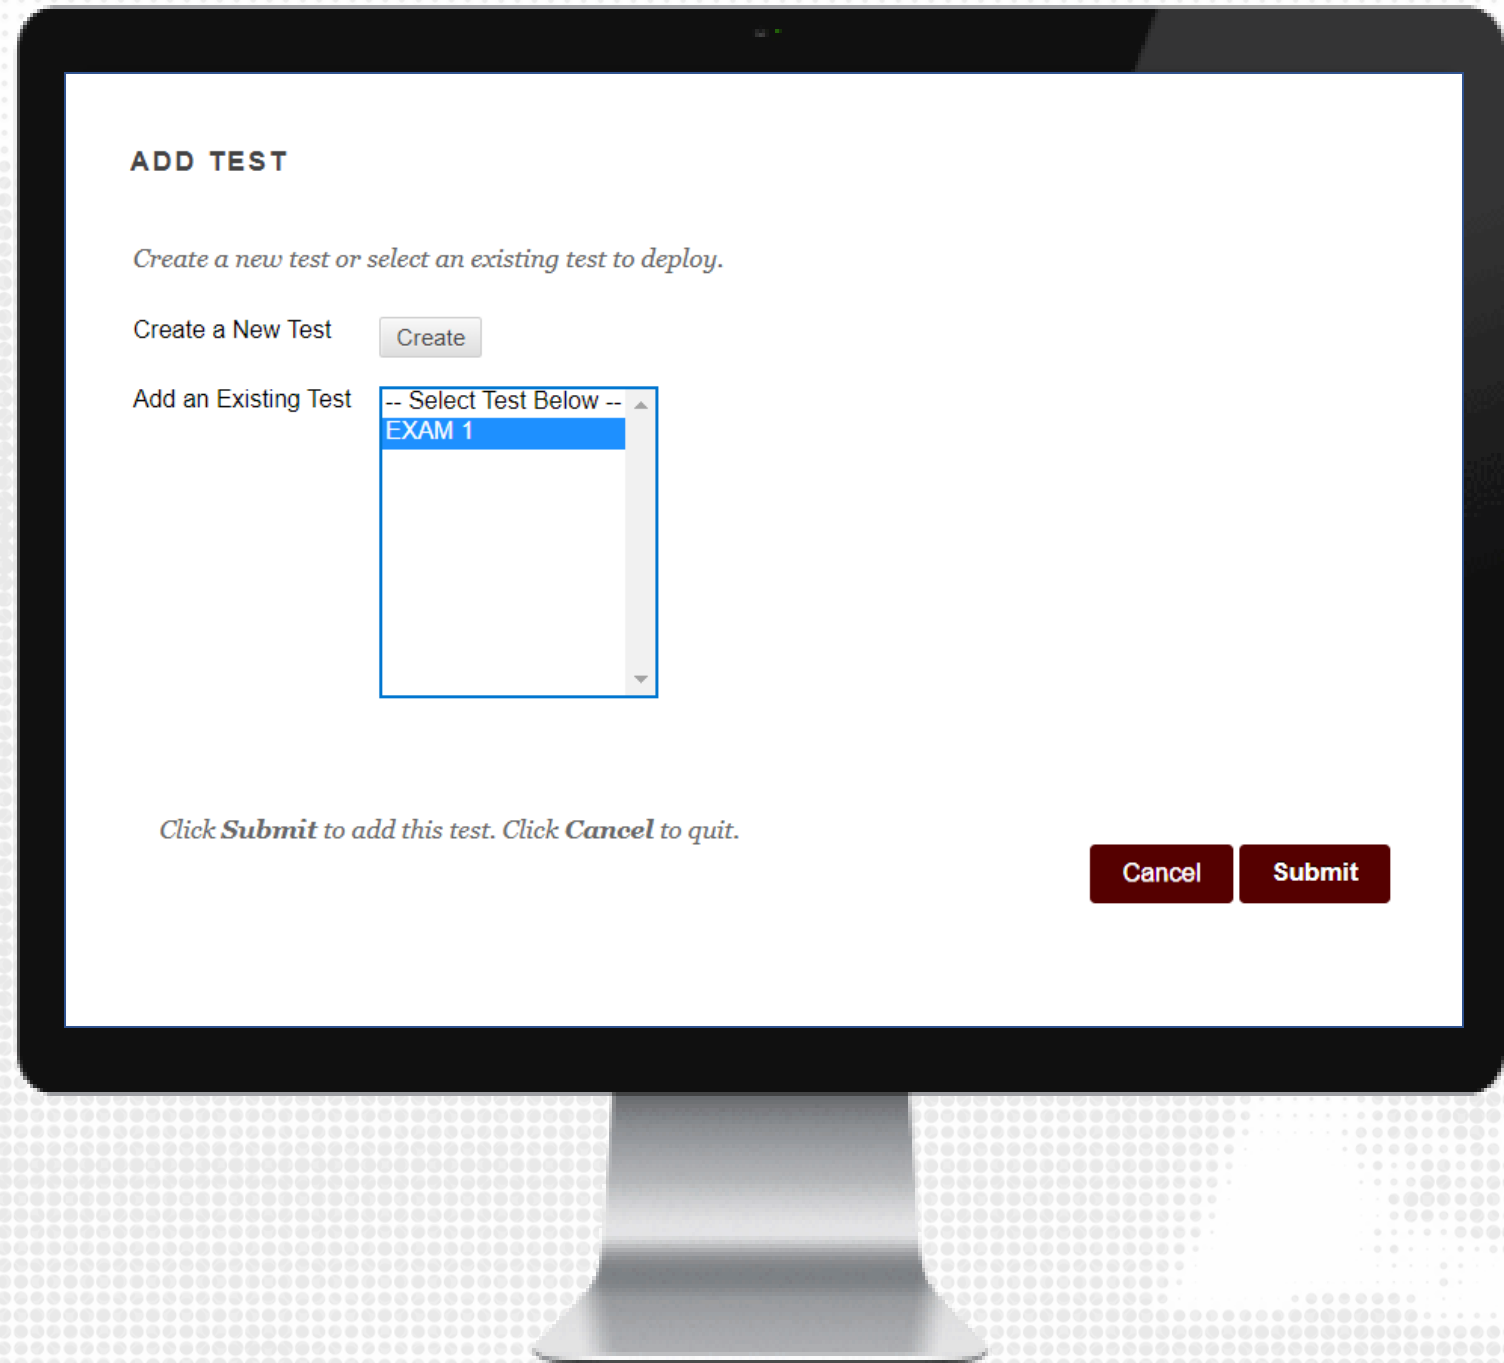 ADD TEST
Create a new test or select an existing test to deploy.
Create a New Test
Create
Add an Existing Test
-- Select Test Below --
EXAM 1
Click Submit to add this test. Click Cancel to quit.
Cancel
Submit